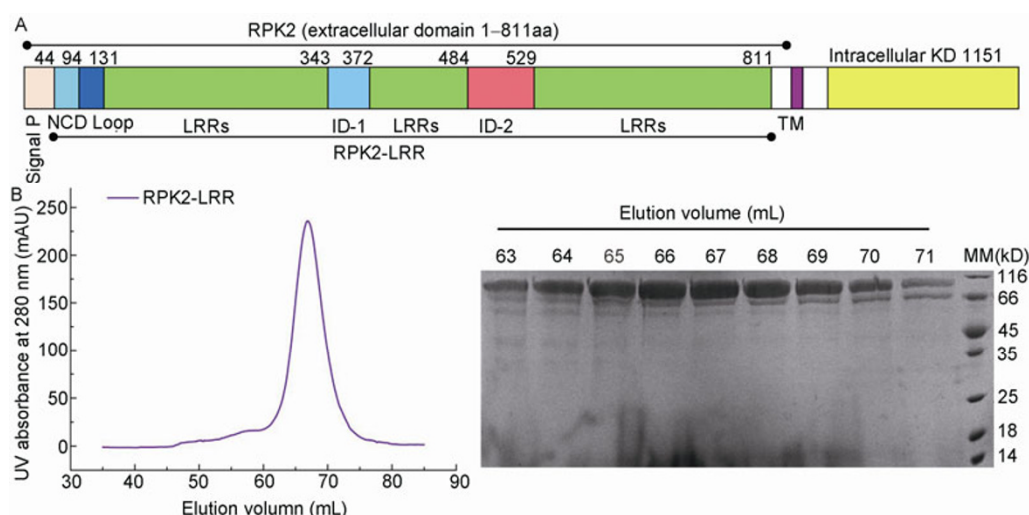 A
RPK2 (extracellular domain 1–811aa)
44 94 131 343 372 484 529 811 Intracellular KD 1151
Signal P
NCD Loop LRRs ID-1 LRRs ID-2 LRRs TM
RPK2-LRR
B
RPK2-LRR
UV absorbance at 280 nm (mAU)
250
200
150
100
50
0
30 40 50 60 70 80 90
Elution volumn (mL)
Elution volume (mL)
63 64 65 66 67 68 69 70 71 MM(kD)
116
66
45
35
25
18
14